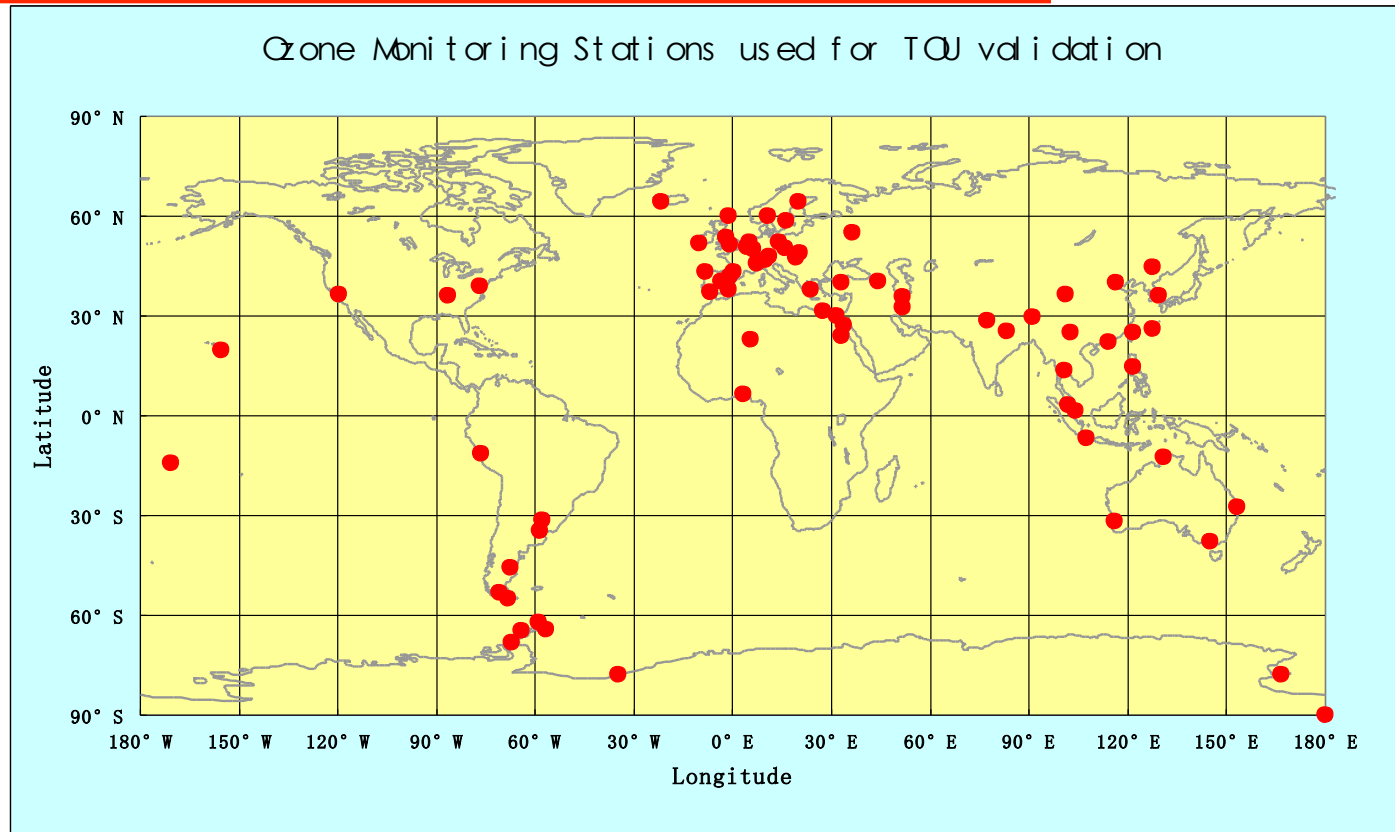 Ozone Monitoring Stations used for TOU validation
90° N
60° N
30° N
0° N
30° S
60° S
90° S
Latitude
180° W 150° W 120° W 90° W 60° W 30° W 0° E 30° E 60° E 90° E 120° E 150° E 180° E
Longitude